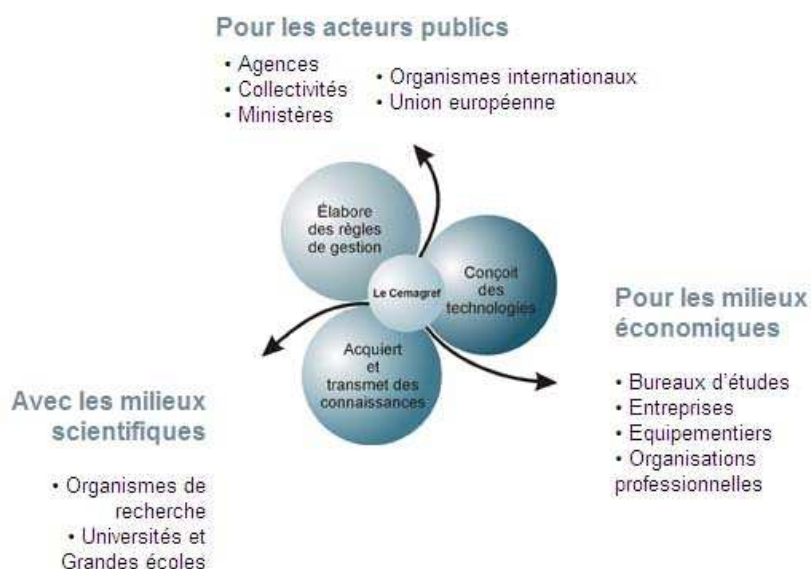 Pour les acteurs publics
• Agences
• Collectivités
• Ministères
• Organismes internationaux
• Union européenne
Élabore
des règles
de gestion
Le Cemagref
Conçoit
des
technologies
Acquiert
et
transmet des
connaissances
Pour les milieux
économiques
• Bureaux d'études
• Entreprises
• Equipementiers
• Organisations
professionnelles
Avec les milieux
scientifiques
• Organismes de
recherche
• Universités et
Grandes écoles